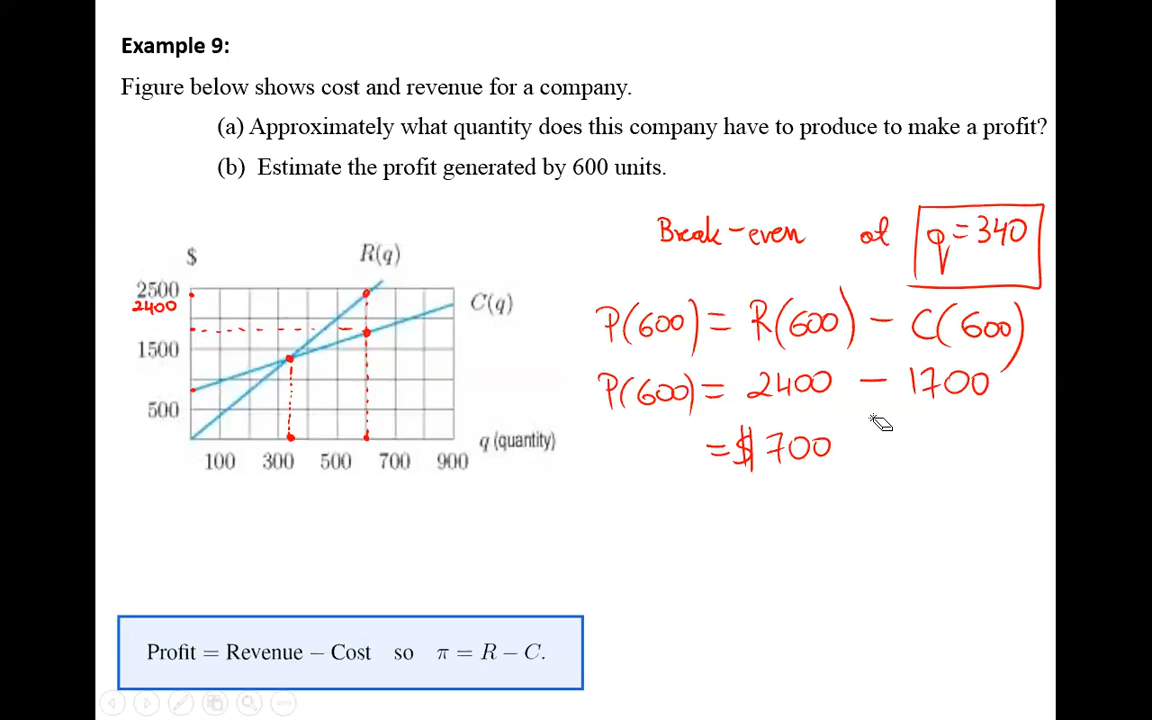 Example 9:
Figure below shows cost and revenue for a company.
(a) Approximately what quantity does this company have to produce to make a profit?
(b) Estimate the profit generated by 600 units.
Break-even at q = 340
$ R(q)
2500
2400
C(q)
1500
500
q (quantity)
100 300 500 700 900
P(600) = R(600) - C(600)
P(600) = 2400 - 1700
= $700
Profit = Revenue − Cost so π = R − C.